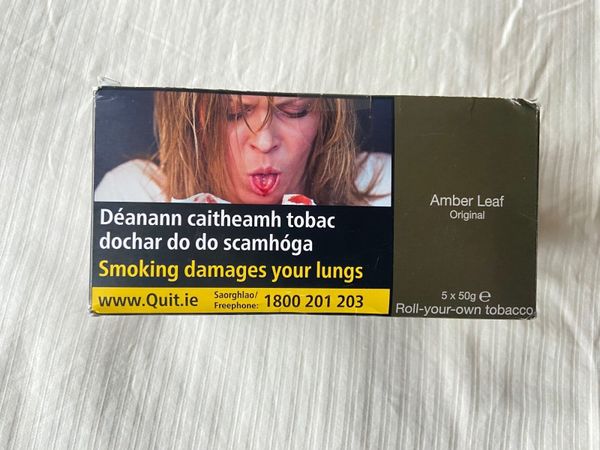 Déanann caitheamh tobac
dochar do do scamhóga
Smoking damages your lungs
www.Quit.ie
Saorghlao/
Freephone: 1800 201 203
Amber Leaf
Original
5 x 50g ℮
Roll-your-own tobacco